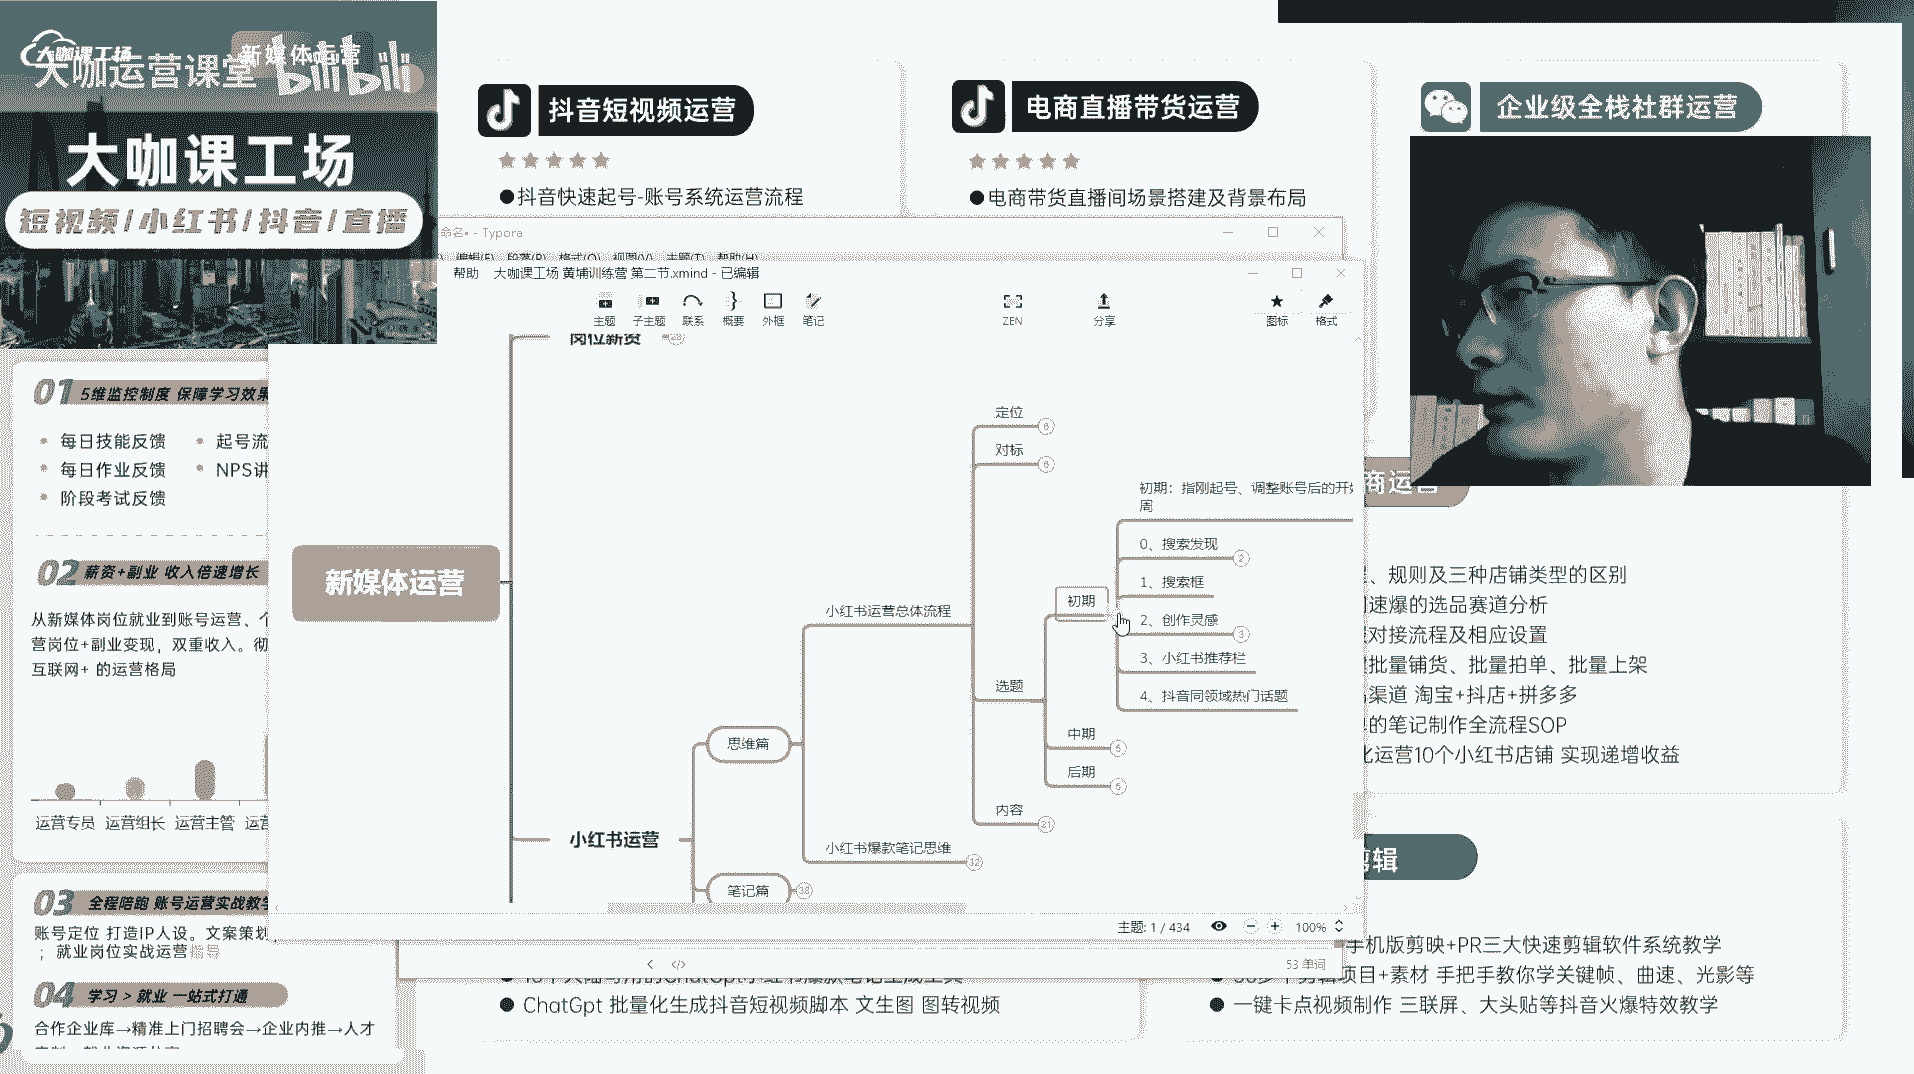 大咖课工场
新媒体运营
大咖运营课堂
bilibili
大咖课工场
短视频/小红书/抖音/直播
抖音短视频运营
抖音快速起号-账号系统运营流程
电商直播带货运营
电商带货直播间场景搭建及背景布局
企业级全栈社群运营
命名• - Typora
编辑(E) 段落(P) 格式(O) 视图(V) 主题(T) 帮助(H)
帮助 大咖课工场 黄埔训练营 第二节.xmind - 已编辑
主题
子主题
联系
概要
外框
笔记
ZEN
分享
图标
格式
岗位薪资
28
新媒体运营
小红书运营
思维篇
笔记篇
38
小红书运营总体流程
小红书爆款笔记思维
32
定位
6
对标
6
选题
初期
初期：指刚起号、调整账号后的开始
周
0、搜索发现
2
1、搜索框
2、创作灵感
3
3、小红书推荐栏
4、抖音同领域热门话题
中期
5
后期
5
内容
21
主题: 1 / 434
100%
53 单词
01 5维监控制度 保障学习效果
每日技能反馈
起号流
每日作业反馈
NPS讲
阶段考试反馈
02 薪资+副业 收入倍速增长
从新媒体岗位就业到账号运营、个
营岗位+副业变现，双重收入。彻
互联网+ 的运营格局
运营专员 运营组长 运营主管 运营
03 全程陪跑 账号运营实战教学
账号定位 打造IP人设。文案策划
；就业岗位实战运营指导
04 学习 > 就业 一站式打通
合作企业库→精准上门招聘会→企业内推→人才
商运营
、规则及三种店铺类型的区别
速爆的选品赛道分析
对接流程及相应设置
批量铺货、批量拍单、批量上架
渠道 淘宝+抖店+拼多多
的笔记制作全流程SOP
运营10个小红书店铺 实现递增收益
剪辑
手机版剪映+PR三大快速剪辑软件系统教学
项目+素材 手把手教你学关键帧、曲速、光影等
一键卡点视频制作 三联屏、大头贴等抖音火爆特效教学
ChatGpt 批量化生成抖音短视频脚本 文生图 图转视频